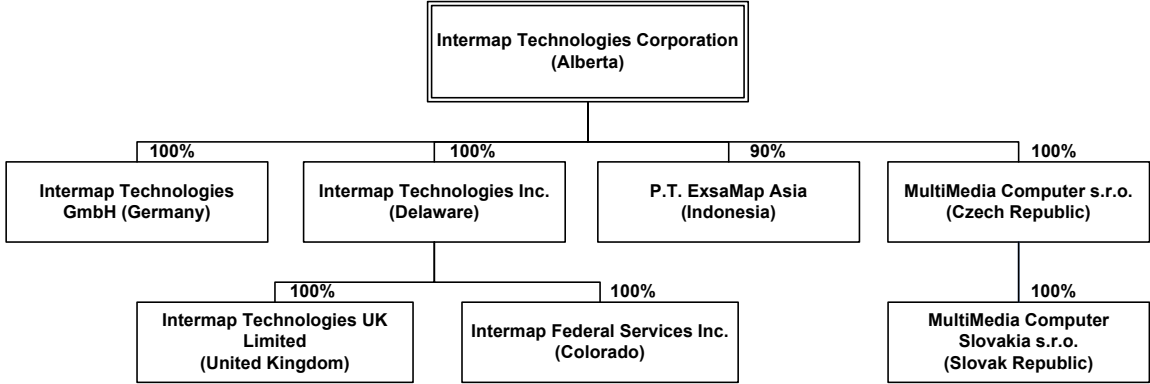 Intermap Technologies Corporation
(Alberta)
100%
100%
90%
100%
Intermap Technologies
GmbH (Germany)
Intermap Technologies Inc.
(Delaware)
P.T. ExsaMap Asia
(Indonesia)
MultiMedia Computer s.r.o.
(Czech Republic)
100%
100%
100%
Intermap Technologies UK
Limited
(United Kingdom)
Intermap Federal Services Inc.
(Colorado)
MultiMedia Computer
Slovakia s.r.o.
(Slovak Republic)